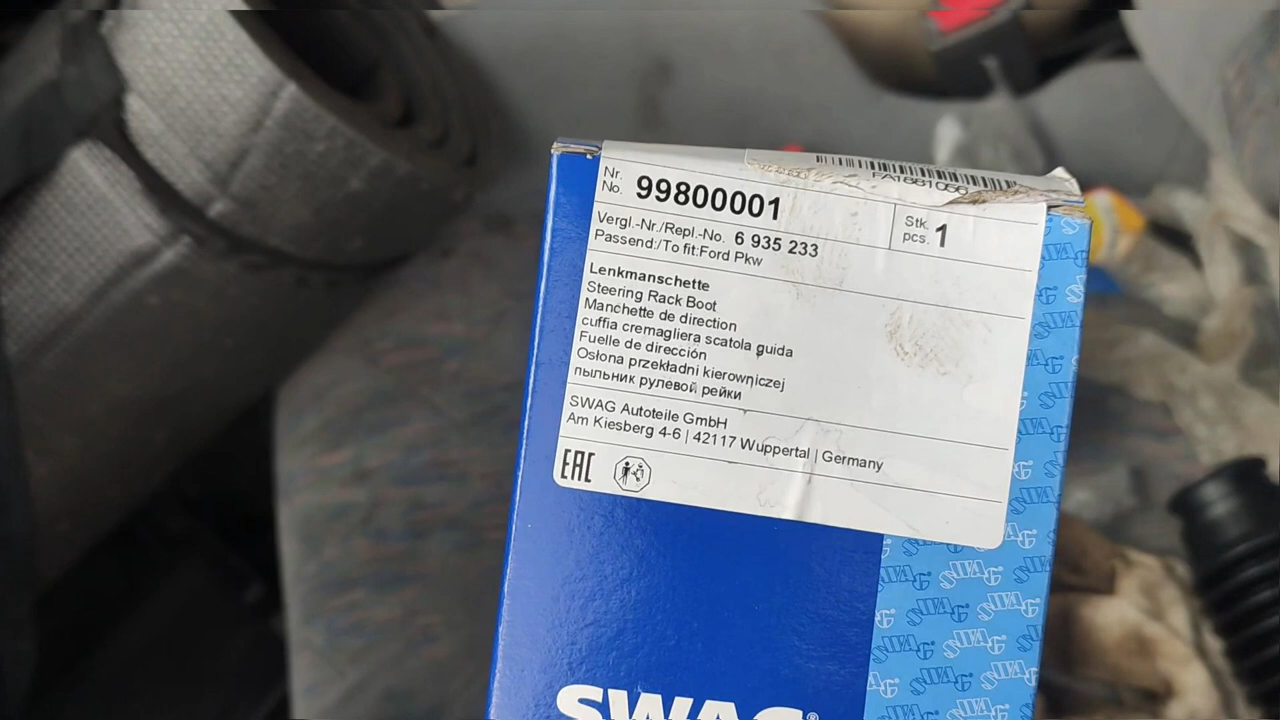 FA1681056
Nr.
No. 99800001
Stk.
pcs. 1
Vergl.-Nr./Repl.-No. 6 935 233
Passend:/To fit:Ford Pkw
Lenkmanschette
Steering Rack Boot
Manchette de direction
cuffia cremagliera scatola guida
Fuelle de dirección
Osłona przekładni kierowniczej
пыльник рулевой рейки
SWAG Autoteile GmbH
Am Kiesberg 4-6 | 42117 Wuppertal | Germany
EAC
SWAG®